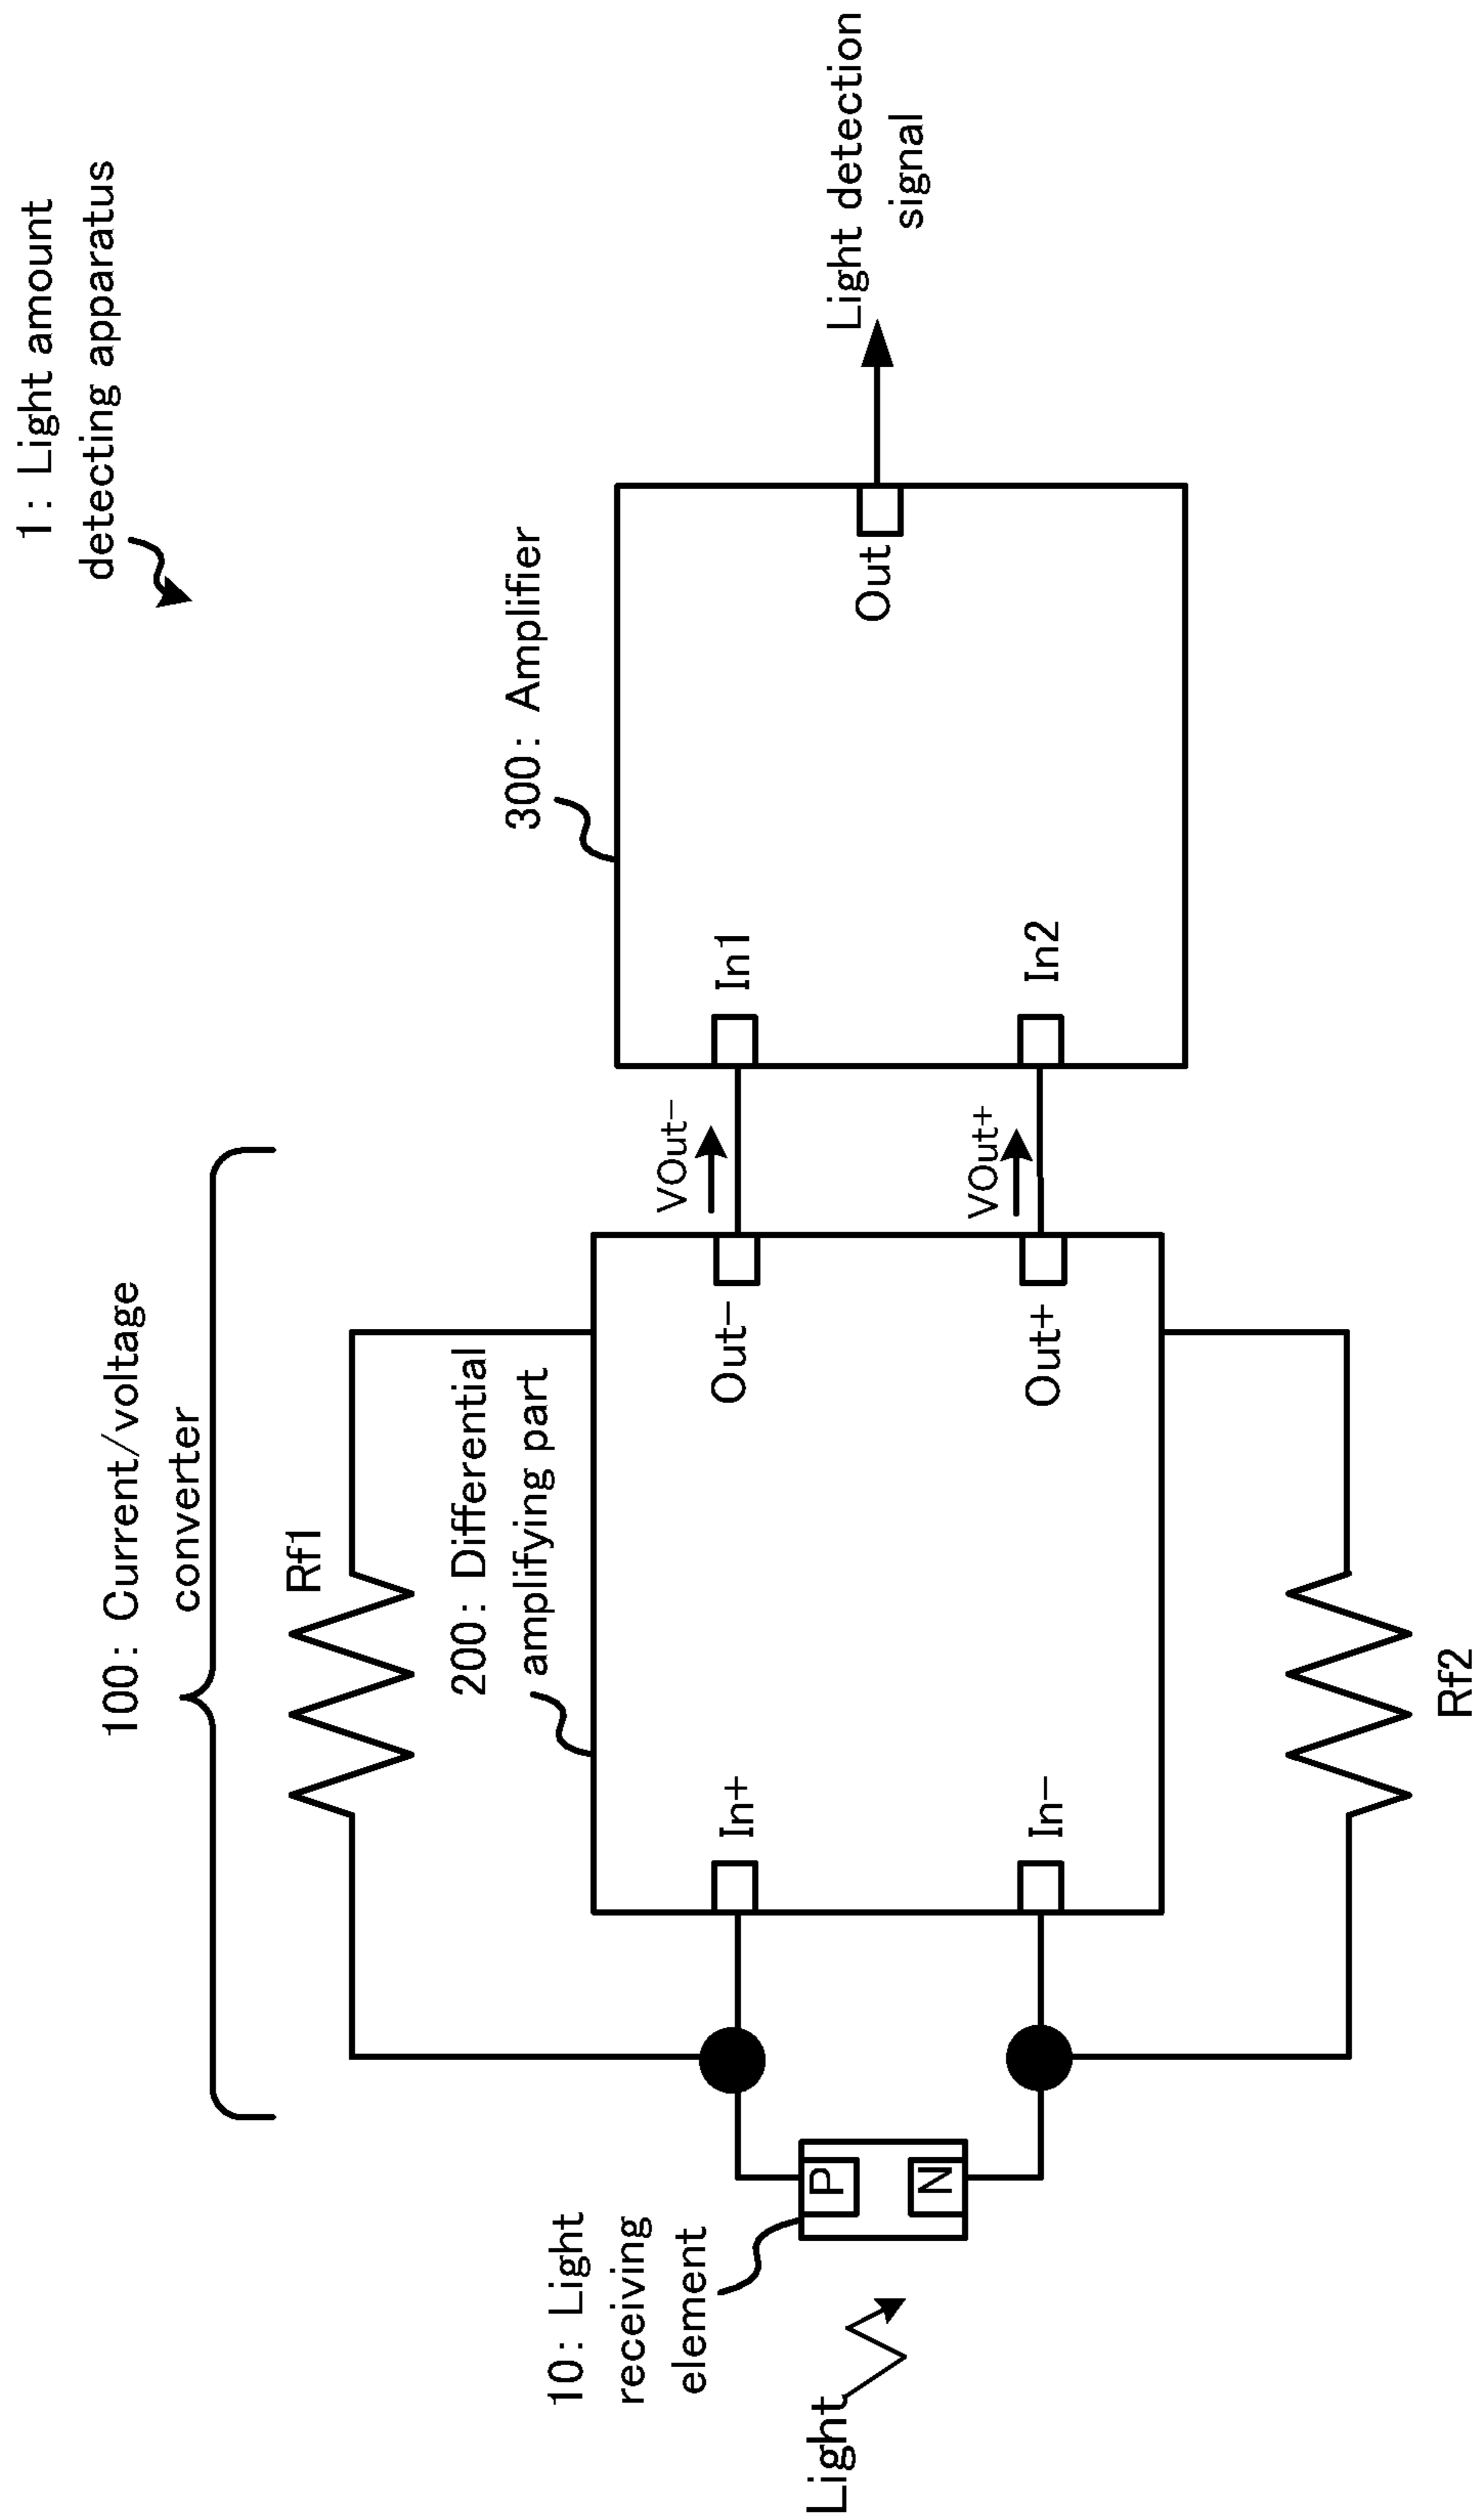 1: Light amount
detecting apparatus
100: Current/voltage
converter
Rf1
200: Differential
amplifying part
300: Amplifier
10: Light
receiving
element
Light
P
N
In+
In-
Out-
Out+
VOut-
VOut+
In1
In2
Out
Light detection
signal
Rf2